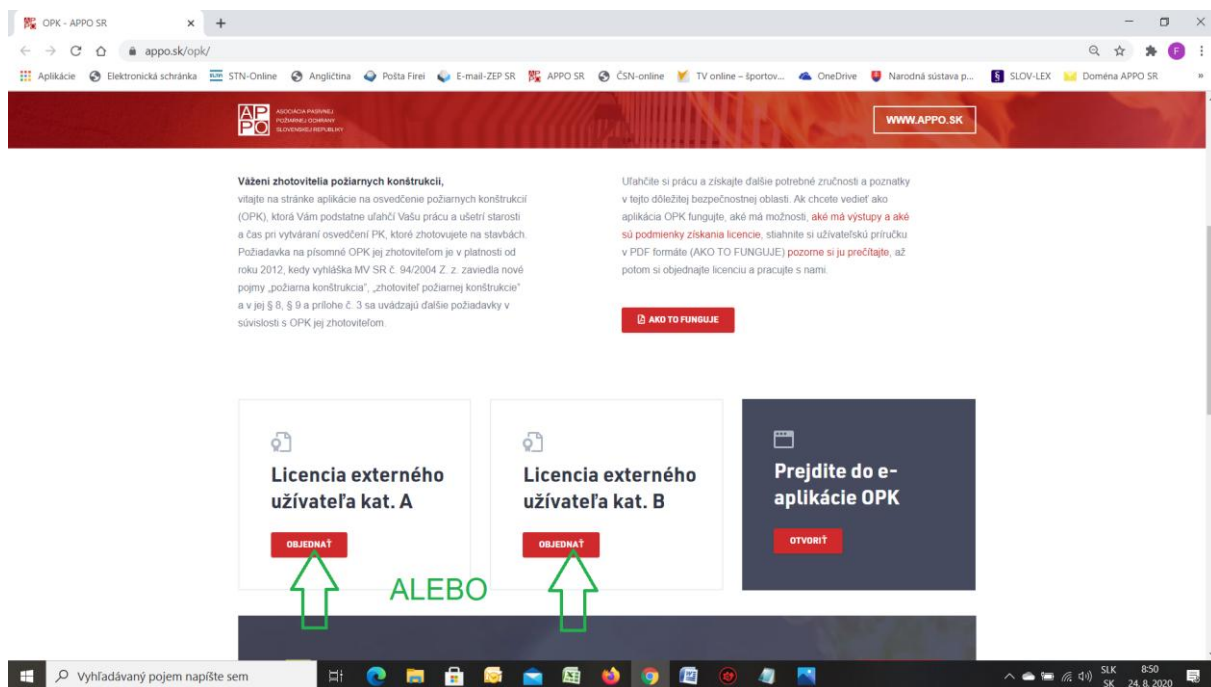 OPK - APPO SR
appo.sk/opk/
Aplikácie Elektronická schránka STN-Online Angličtina Pošta Firei E-mail-ZEP SR APPO SR ČSN-online TV online – športov... OneDrive Narodná sústava p... SLOV-LEX Doména APPO SR »
APPO
ASOCIÁCIA PASÍVNEJ
POŽIARNEJ OCHRANY
SLOVENSKEJ REPUBLIKY
WWW.APPO.SK
Vážení zhotovitelia požiarnych konštrukcii,
vitajte na stránke aplikácie na osvedčenie požiarnych konštrukcií
(OPK), ktorá Vám podstatne uľahčí Vašu prácu a ušetrí starosti
a čas pri vytváraní osvedčení PK, ktoré zhotovujete na stavbách.
Požiadavka na písomné OPK jej zhotoviteľom je v platnosti od
roku 2012, kedy vyhláška MV SR č. 94/2004 Z. z. zaviedla nové
pojmy „požiarna konštrukcia", „zhotoviteľ požiarnej konštrukcie"
a v jej § 8, § 9 a prílohe č. 3 sa uvádzajú ďalšie požiadavky v
súvislosti s OPK jej zhotoviteľom.
Uľahčite si prácu a získajte ďalšie potrebné zručnosti a poznatky
v tejto dôležitej bezpečnostnej oblasti. Ak chcete vedieť ako
aplikácia OPK fungujte, aké má možnosti, aké má výstupy a aké
sú podmienky získania licencie, stiahnite si užívateľskú príručku
v PDF formáte (AKO TO FUNGUJE) pozorne si ju prečítajte, až
potom si objednajte licenciu a pracujte s nami.
AKO TO FUNGUJE
Licencia externého
užívateľa kat. A
OBJEDNAŤ
ALEBO
Licencia externého
užívateľa kat. B
OBJEDNAŤ
Prejdite do e-
aplikácie OPK
OTVORIŤ
Vyhľadávaný pojem napíšte sem
SLK
SK
8:50
24. 8. 2020